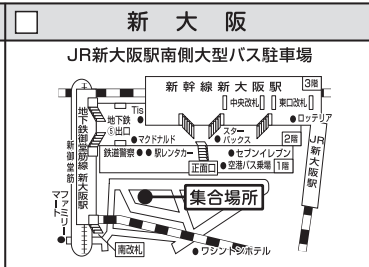 新大阪
JR新大阪駅南側大型バス駐車場
新幹線新大阪駅
3階
中央改札
東口改札
Tis
地下鉄
⑤出口
ロッテリア
マクドナルド
スター
バックス
2階
鉄道警察
駅レンタカー
セブンイレブン
正面口
空港バス乗場
1階
地下鉄御堂筋線 新大阪駅
新御堂筋
JR新大阪駅
ファミリー
マート
集合場所
南改札
ワシントンホテル